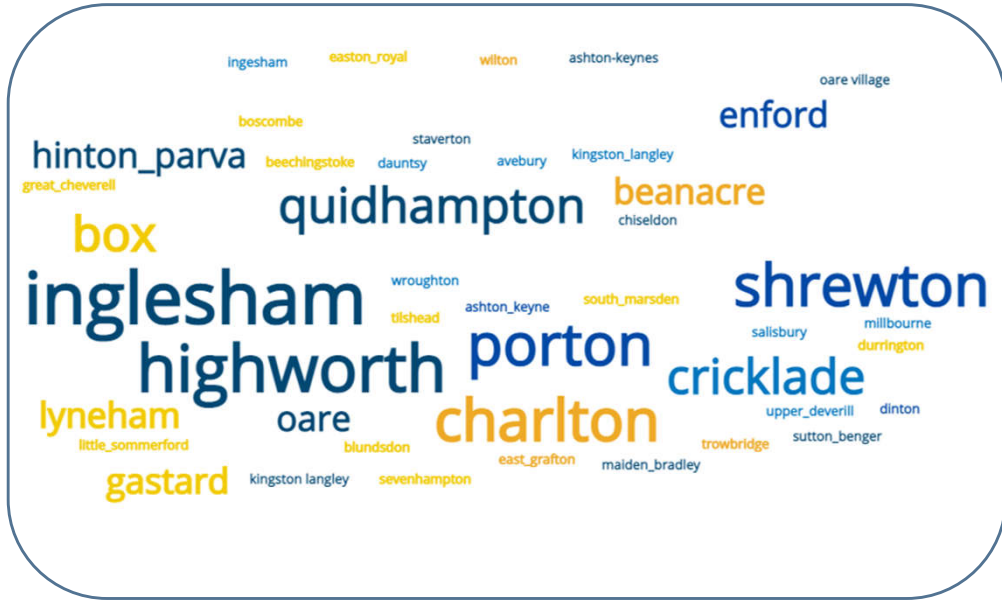 ingesham easton_royal wilton ashton-keynes
oare village
boscombe enford
staverton
hinton_parva beechingstoke dauntsy avebury kingston_langley
great_cheverell quidhampton beanacre
chiseldon
box
inglesham wroughton shrewton
tilshead ashton_keyne south_marsden
salisbury millbourne
highworth porton durrington
cricklade
lyneham oare charlton upper_deverill dinton
little_sommerford blundsdon trowbridge sutton_benger
east_grafton maiden_bradley
gastard kingston langley sevenhampton